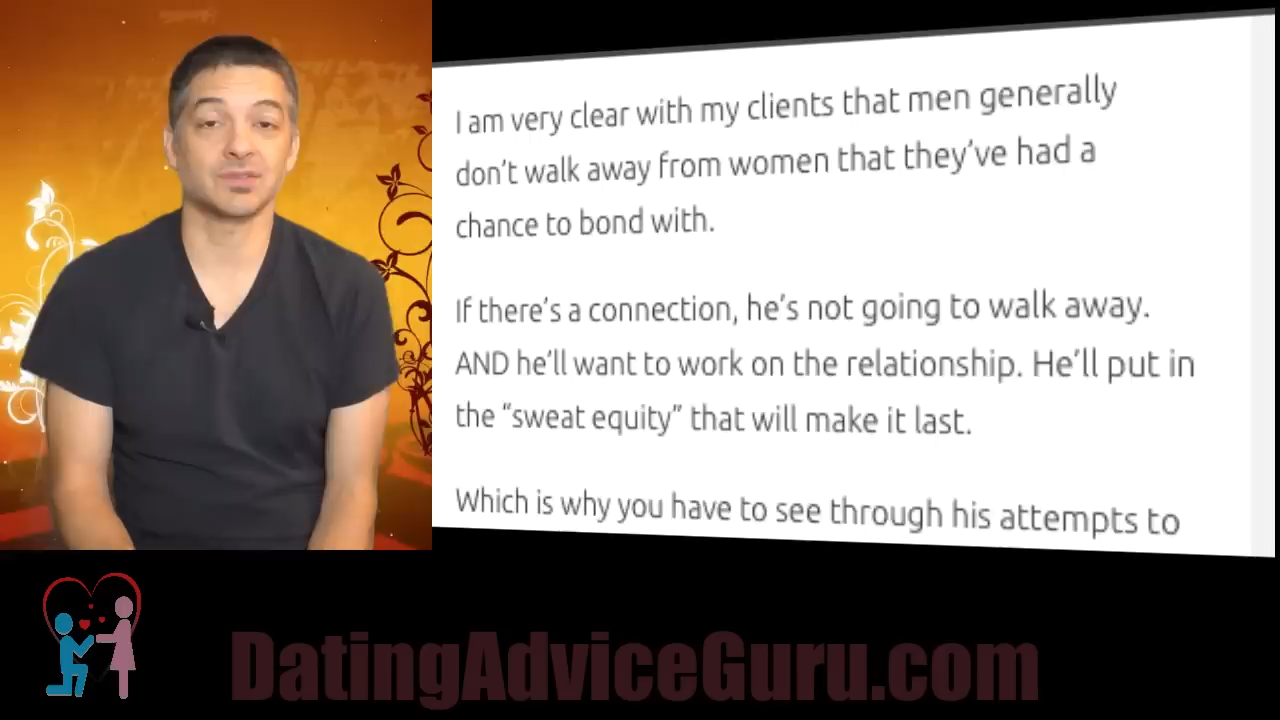 I am very clear with my clients that men generally
don't walk away from women that they've had a
chance to bond with.
If there's a connection, he's not going to walk away.
AND he'll want to work on the relationship. He'll put in
the “sweat equity” that will make it last.
Which is why you have to see through his attempts to
DatingAdviceGuru.com